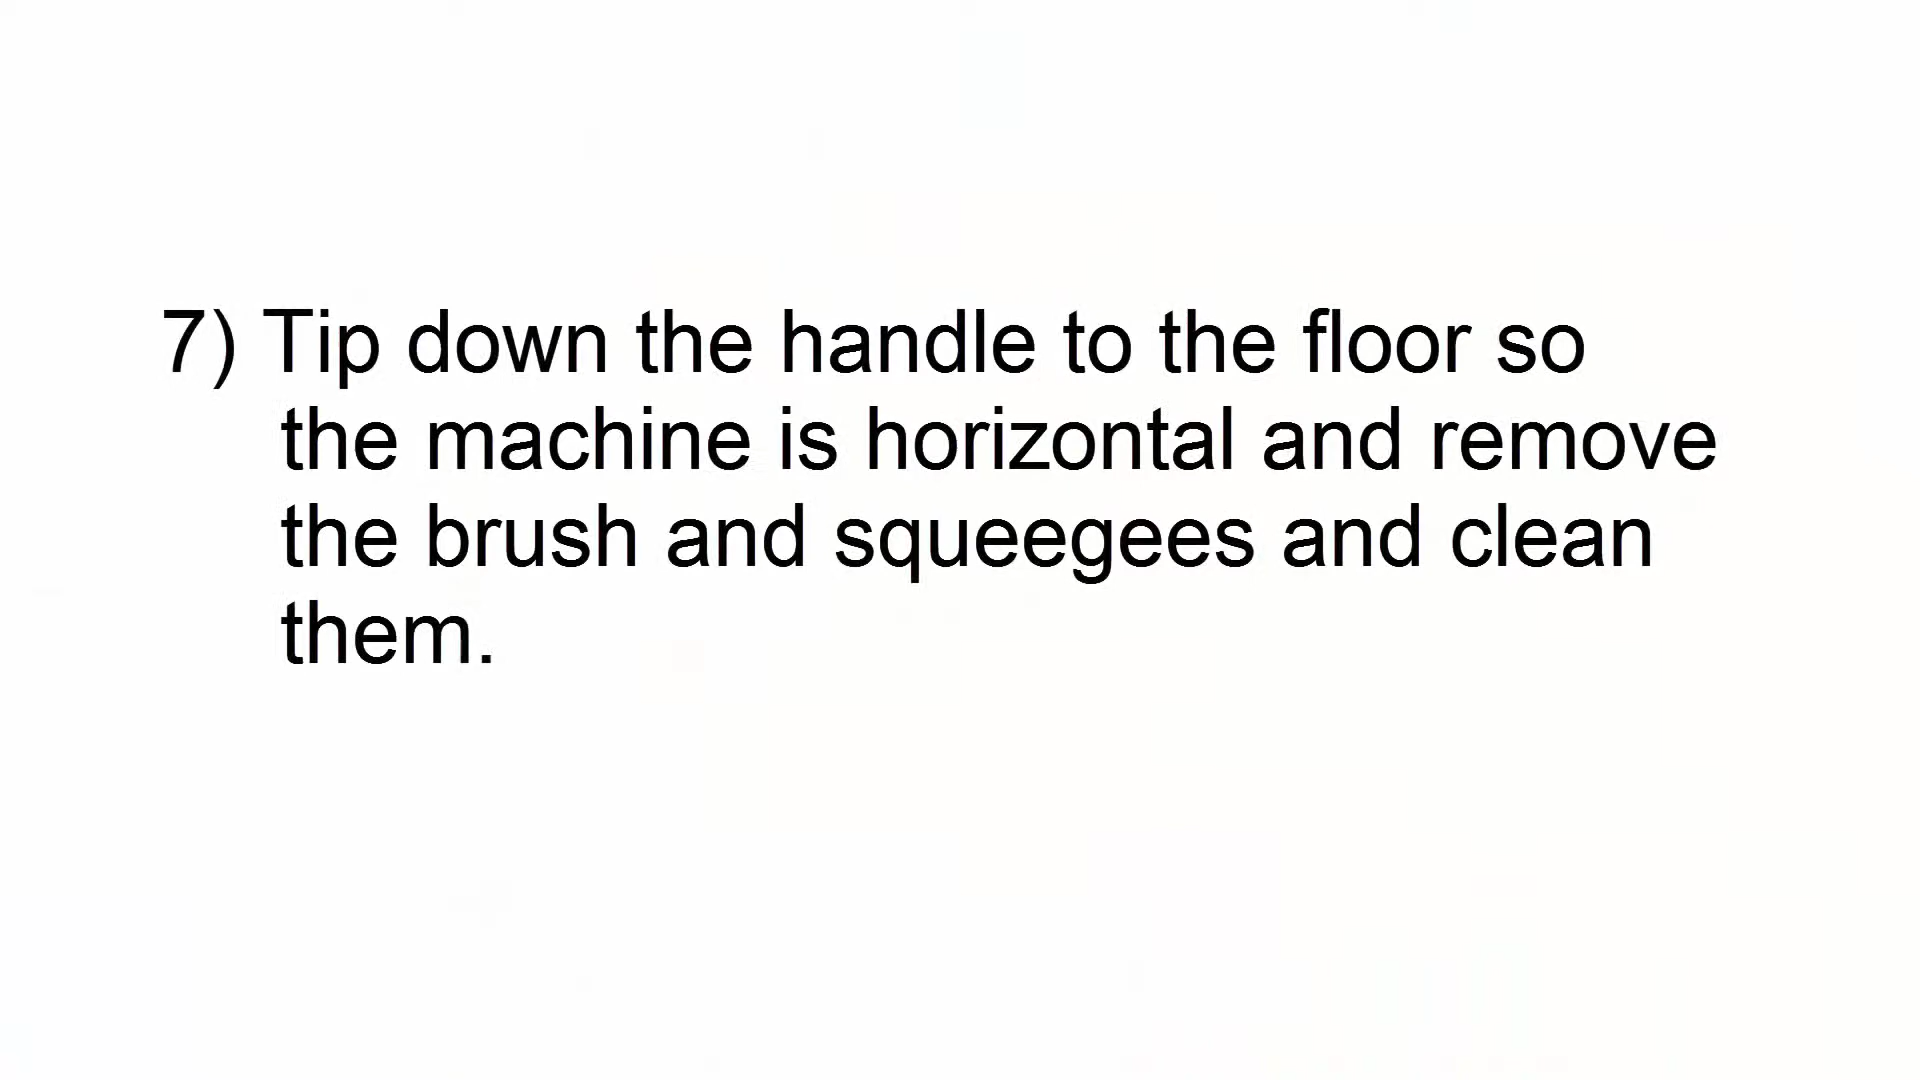 7) Tip down the handle to the floor so
the machine is horizontal and remove
the brush and squeegees and clean
them.